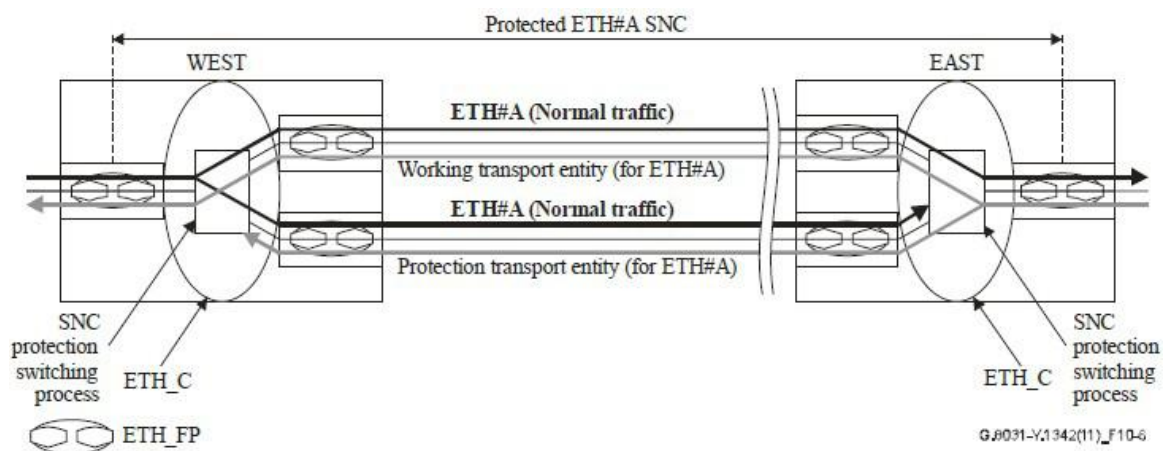 Protected ETH#A SNC
WEST
EAST
ETH#A (Normal traffic)
Working transport entity (for ETH#A)
ETH#A (Normal traffic)
Protection transport entity (for ETH#A)
SNC
protection
switching
process
ETH_C
ETH_C
SNC
protection
switching
process
ETH_FP
G.8031-Y.1342(11)_F10-6